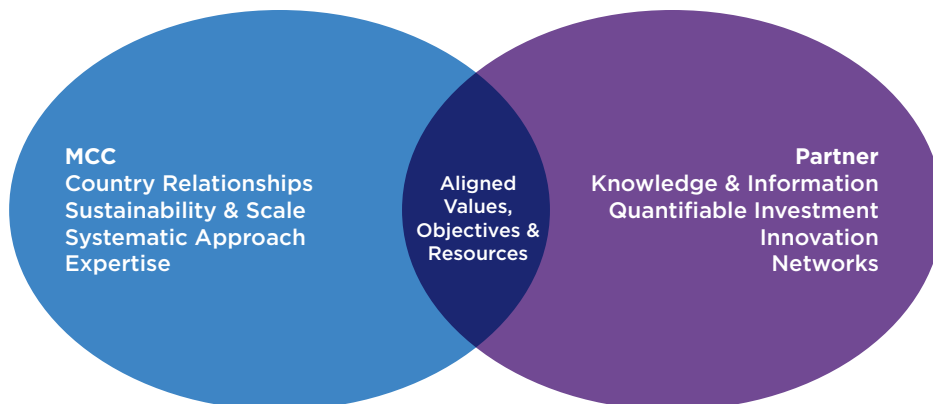 MCC
Country Relationships
Sustainability & Scale
Systematic Approach
Expertise
Aligned
Values,
Objectives &
Resources
Partner
Knowledge & Information
Quantifiable Investment
Innovation
Networks